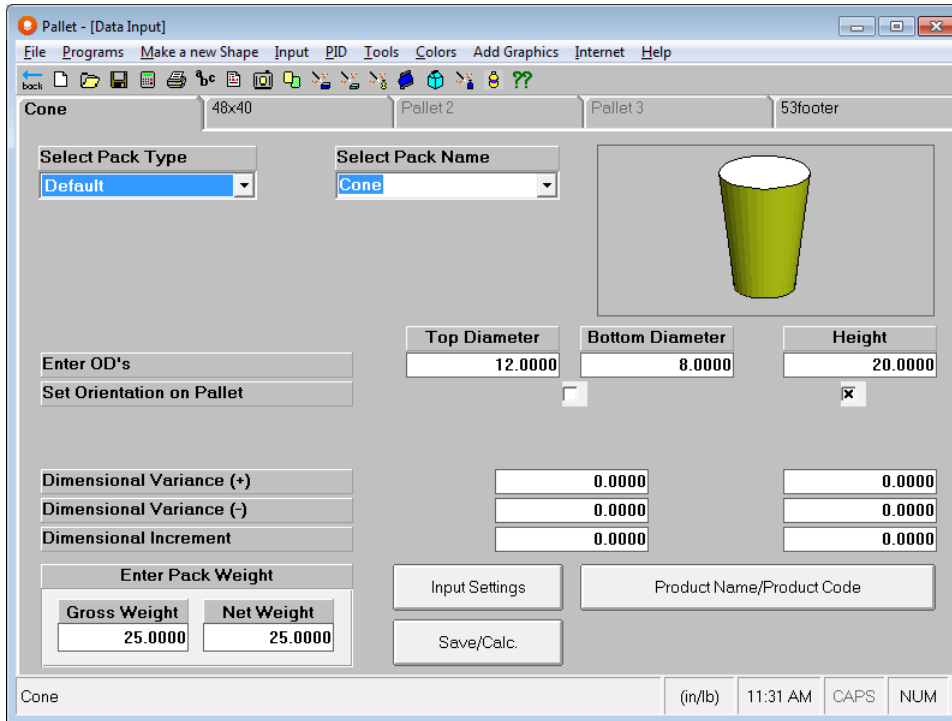 Pallet - [Data Input]
File Programs Make a new Shape Input PID Tools Colors Add Graphics Internet Help
back abc ??
Cone 48x40 Pallet 2 Pallet 3 53footer
Select Pack Type Select Pack Name
Default Cone
Top Diameter Bottom Diameter Height
Enter OD's 12.0000 8.0000 20.0000
Set Orientation on Pallet
Dimensional Variance (+) 0.0000 0.0000
Dimensional Variance (-) 0.0000 0.0000
Dimensional Increment 0.0000 0.0000
Enter Pack Weight Input Settings Product Name/Product Code
Gross Weight Net Weight
25.0000 25.0000 Save/Calc.
Cone (in/lb) 11:31 AM CAPS NUM